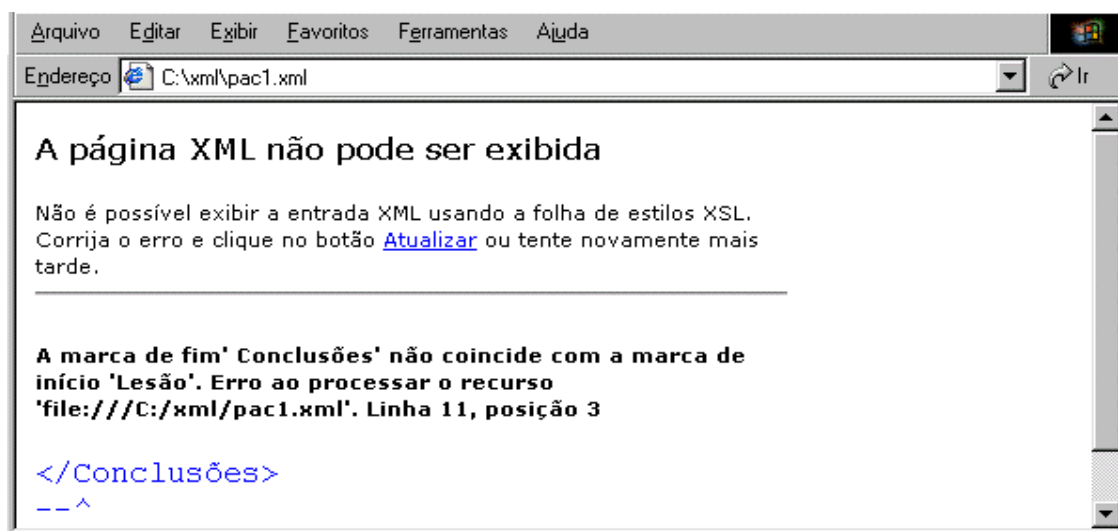 Arquivo Editar Exibir Favoritos Ferramentas Ajuda
Endereço C:\xml\pac1.xml Ir
A página XML não pode ser exibida
Não é possível exibir a entrada XML usando a folha de estilos XSL.
Corrija o erro e clique no botão Atualizar ou tente novamente mais
tarde.
A marca de fim' Conclusões' não coincide com a marca de
início 'Lesão'. Erro ao processar o recurso
'file:///C:/xml/pac1.xml'. Linha 11, posição 3
</Conclusões>
--^